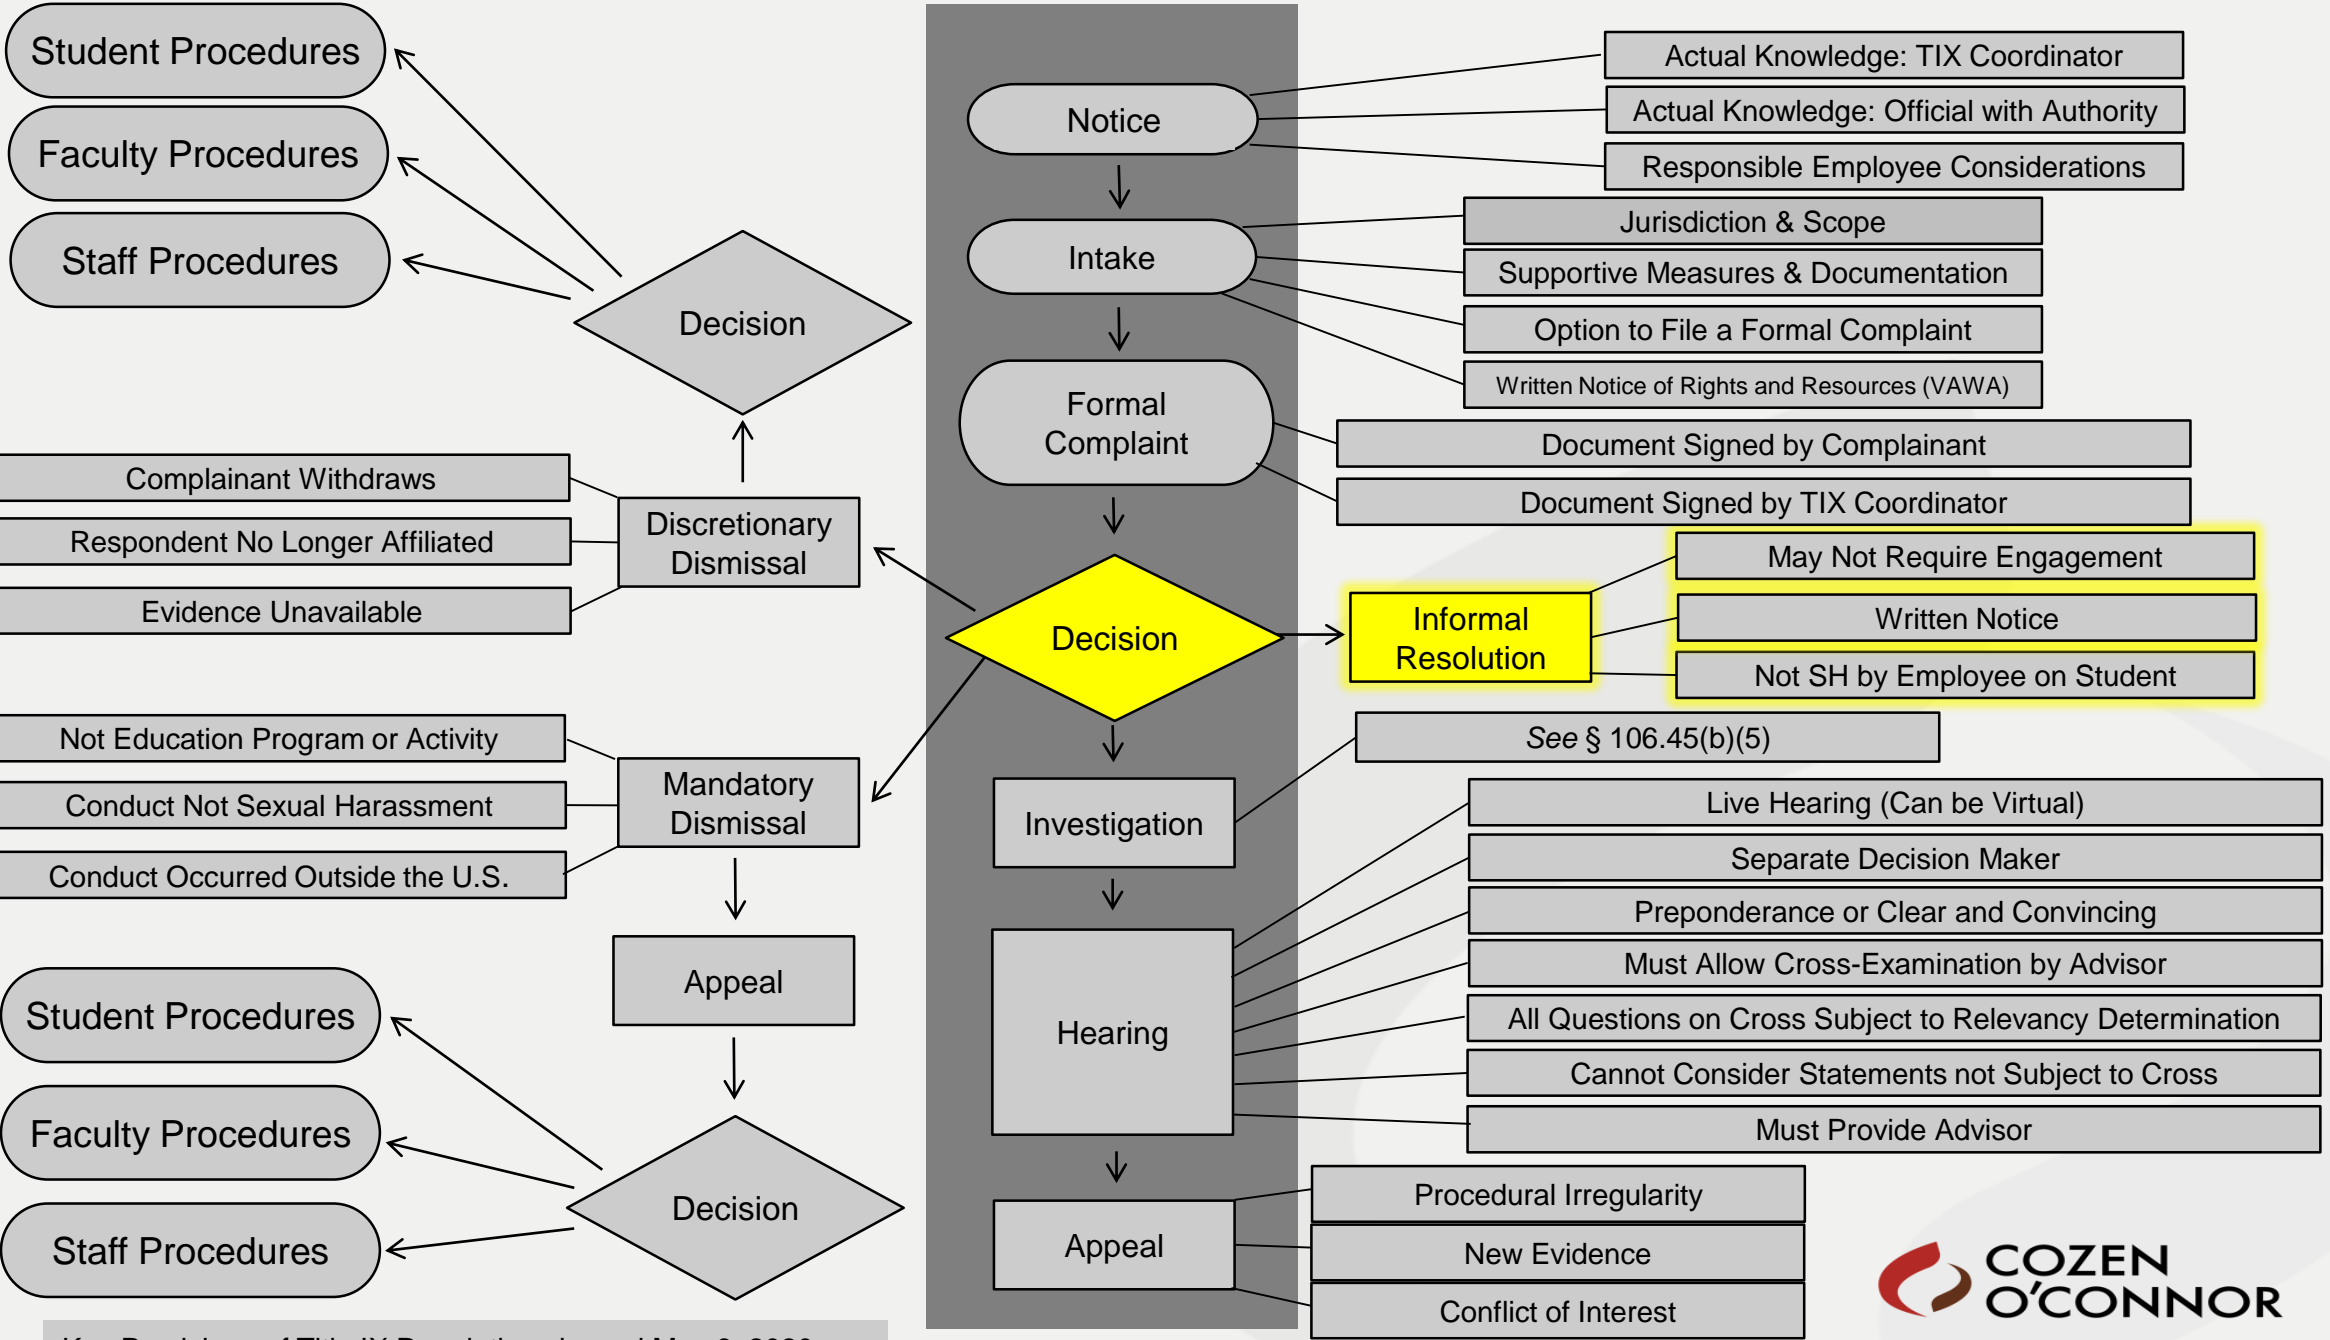 Student Procedures
Faculty Procedures
Staff Procedures
Decision
Complainant Withdraws
Respondent No Longer Affiliated
Evidence Unavailable
Discretionary
Dismissal
Not Education Program or Activity
Conduct Not Sexual Harassment
Conduct Occurred Outside the U.S.
Mandatory
Dismissal
Appeal
Student Procedures
Faculty Procedures
Staff Procedures
Decision
Notice
Actual Knowledge: TIX Coordinator
Actual Knowledge: Official with Authority
Responsible Employee Considerations
Intake
Jurisdiction & Scope
Supportive Measures & Documentation
Option to File a Formal Complaint
Written Notice of Rights and Resources (VAWA)
Formal
Complaint
Document Signed by Complainant
Document Signed by TIX Coordinator
Decision
Informal
Resolution
May Not Require Engagement
Written Notice
Not SH by Employee on Student
Investigation
See § 106.45(b)(5)
Hearing
Live Hearing (Can be Virtual)
Separate Decision Maker
Preponderance or Clear and Convincing
Must Allow Cross-Examination by Advisor
All Questions on Cross Subject to Relevancy Determination
Cannot Consider Statements not Subject to Cross
Must Provide Advisor
Appeal
Procedural Irregularity
New Evidence
Conflict of Interest
COZEN
O'CONNOR